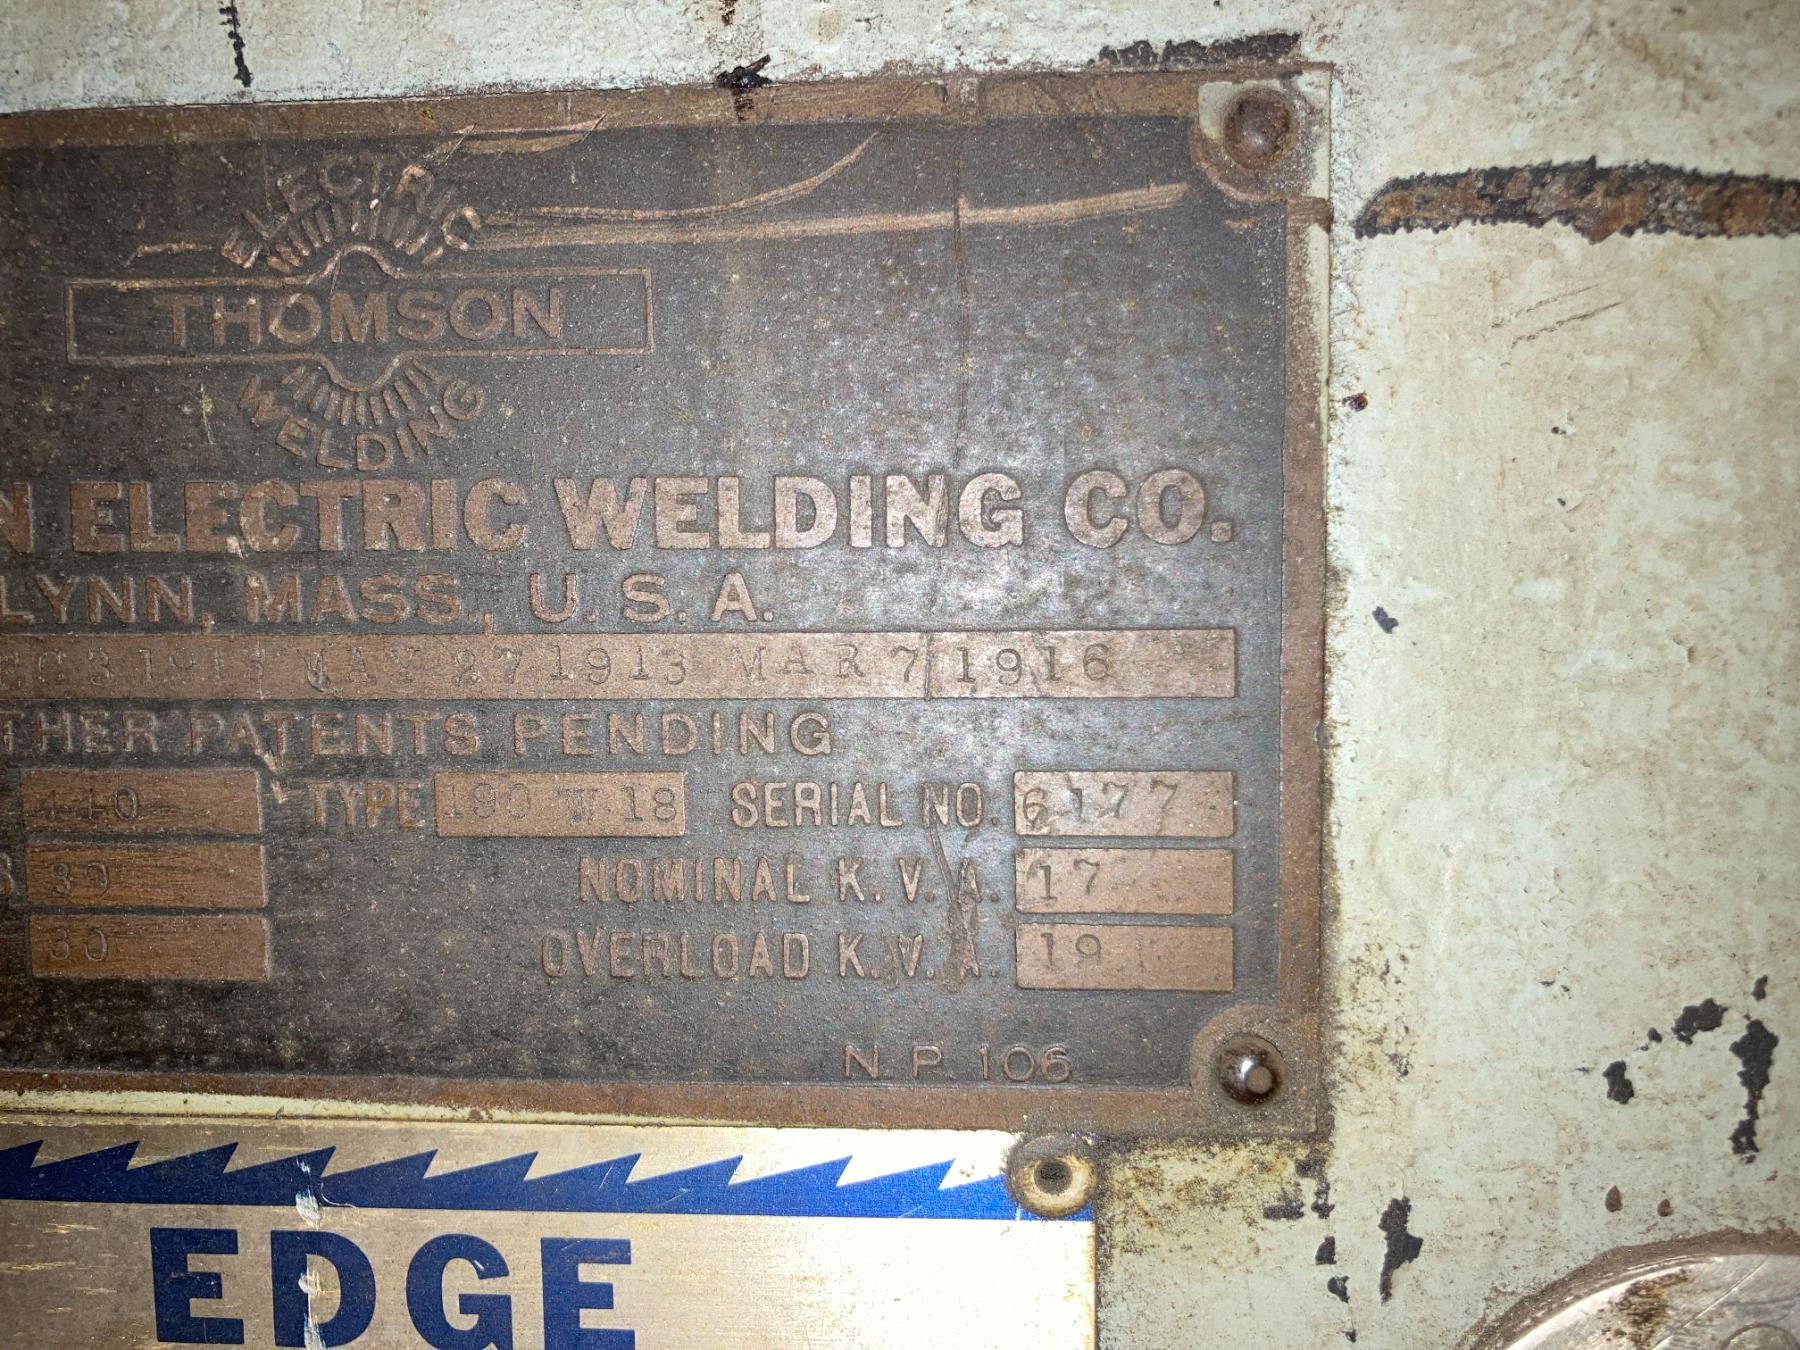 ELECTRIC
THOMSON
WELDING
N ELECTRIC WELDING CO.
LYNN, MASS., U. S. A.
MAY 27 1913 MAR 7 1916
THER PATENTS PENDING
440 TYPE 180 W 18 SERIAL NO. 6177
30 NOMINAL K. V. A. 17
30 OVERLOAD K. V. A. 19
N P 106
EDGE